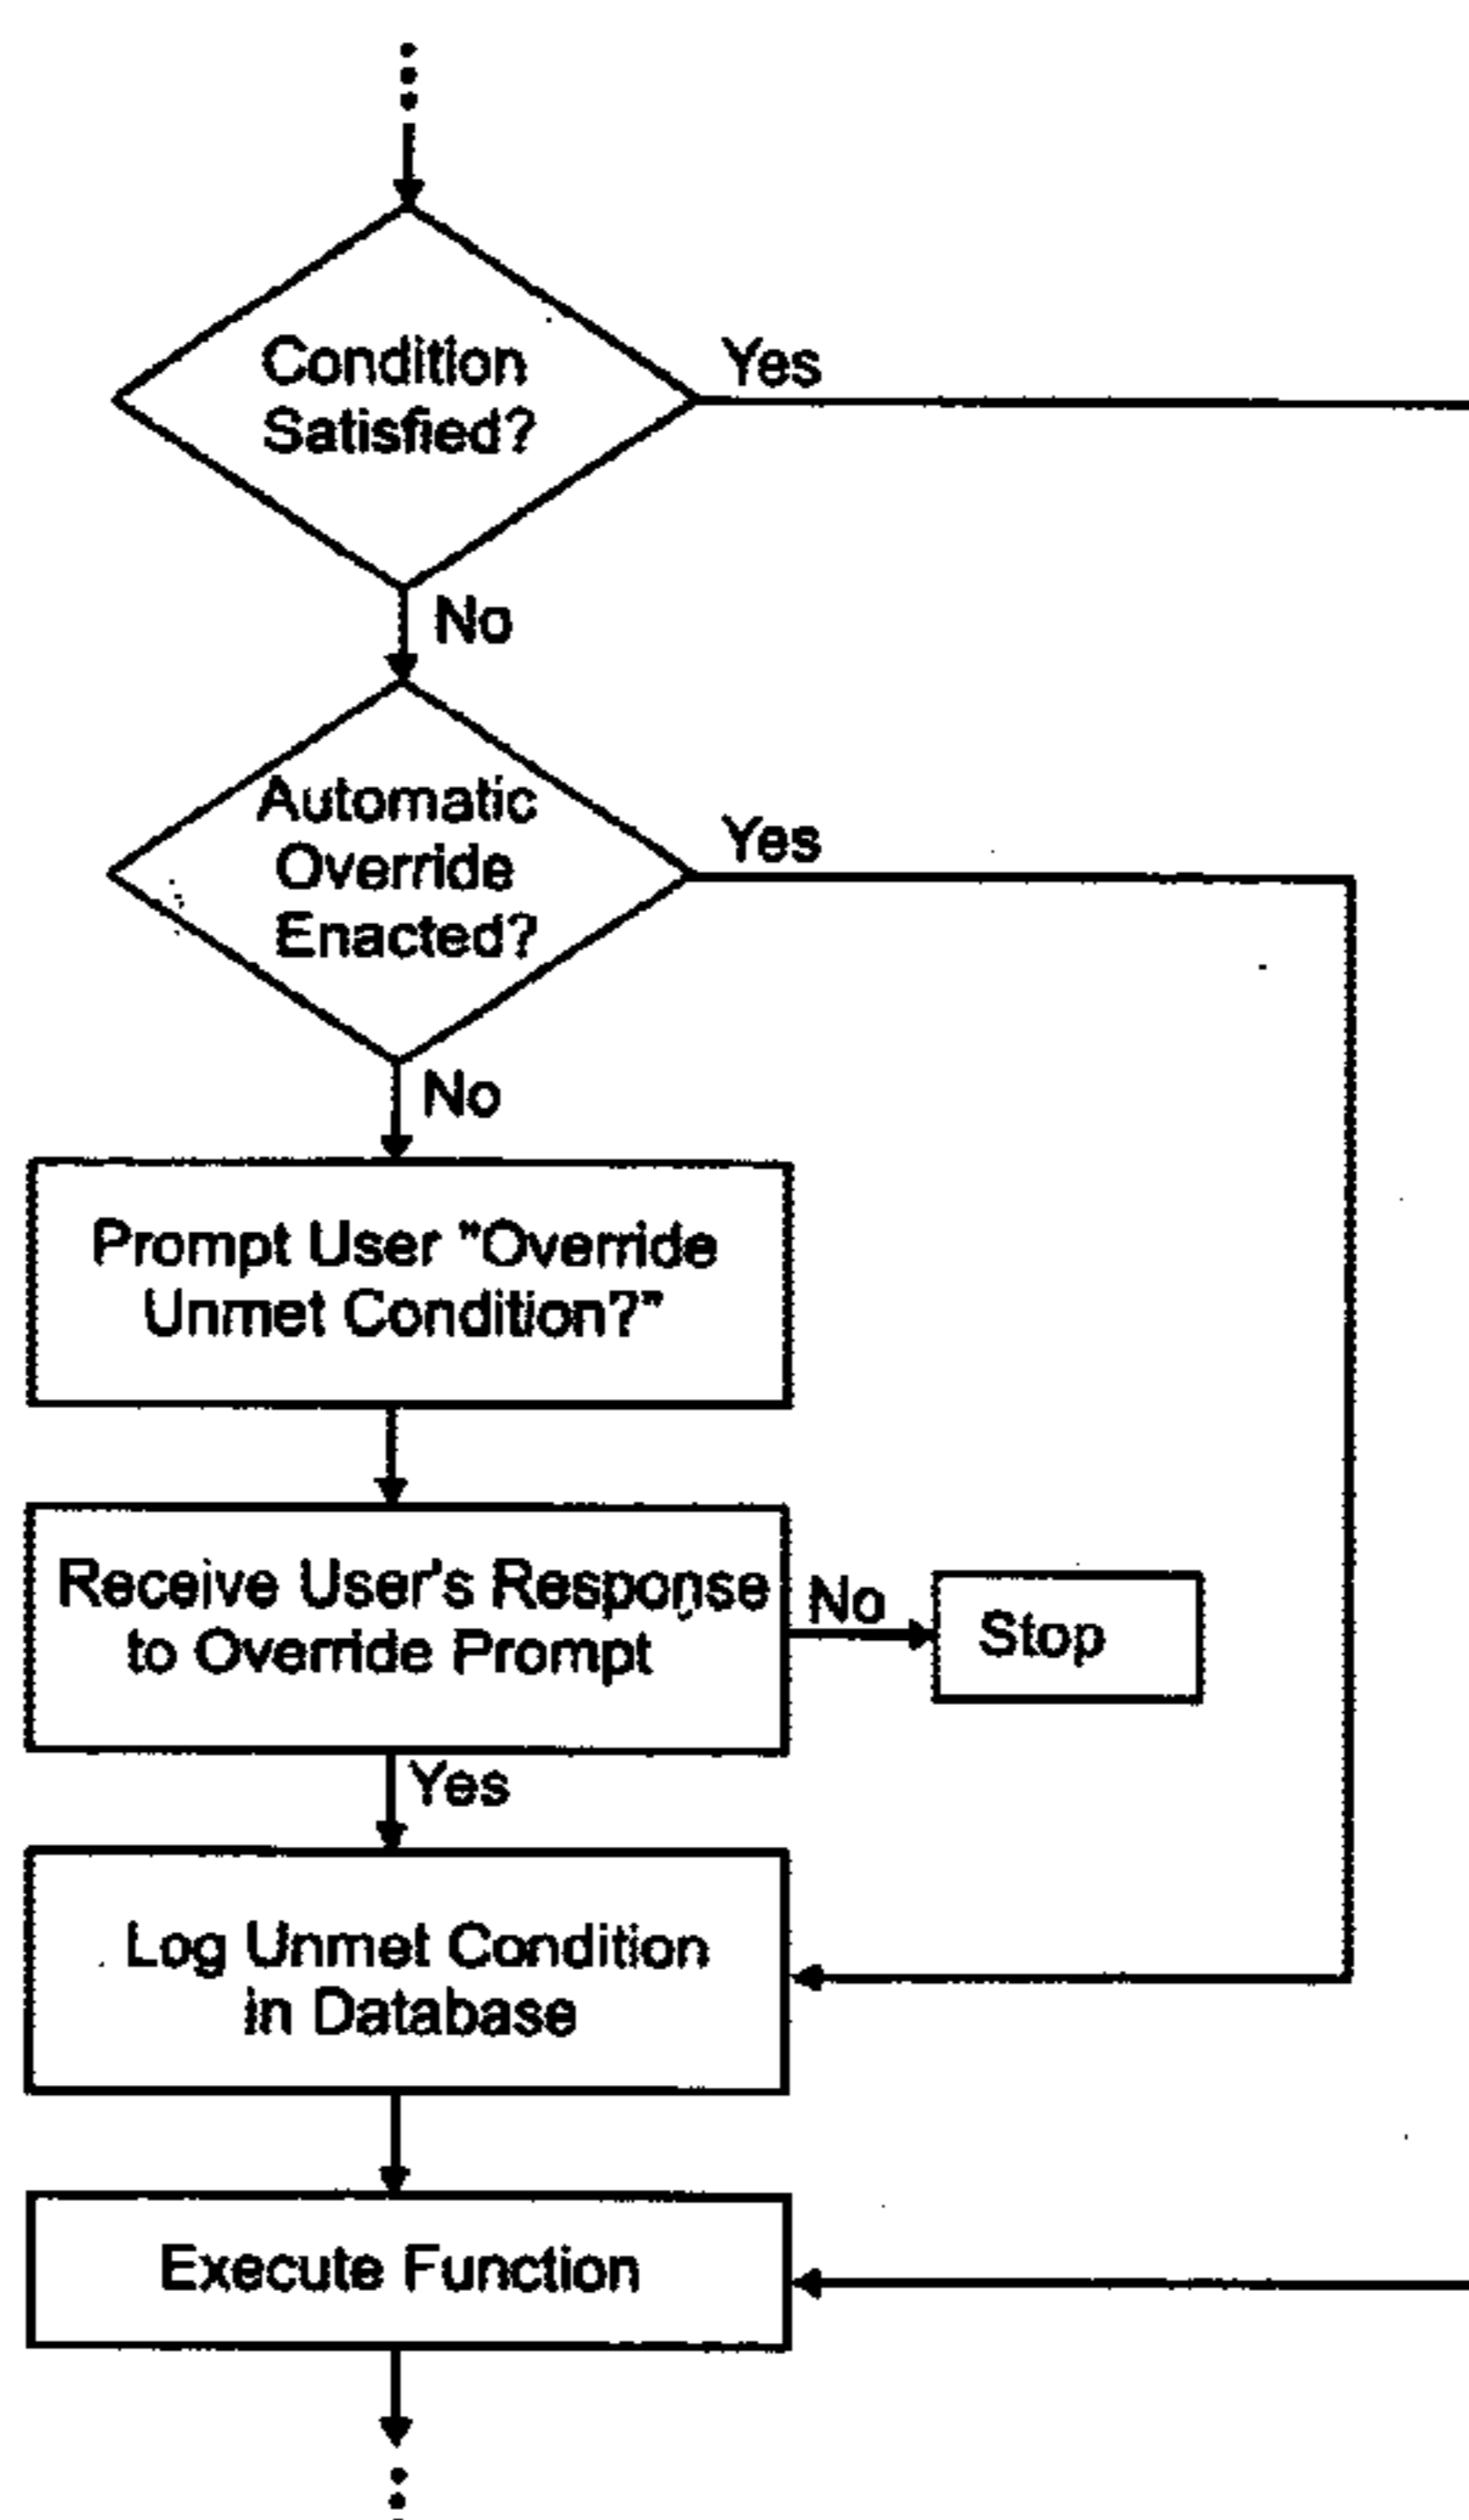 Condition
Satisfied?
Yes
No
Automatic
Override
Enacted?
Yes
No
Prompt User "Override
Unmet Condition?"
Receive User's Response
to Override Prompt
No
Stop
Yes
Log Unmet Condition
in Database
Execute Function